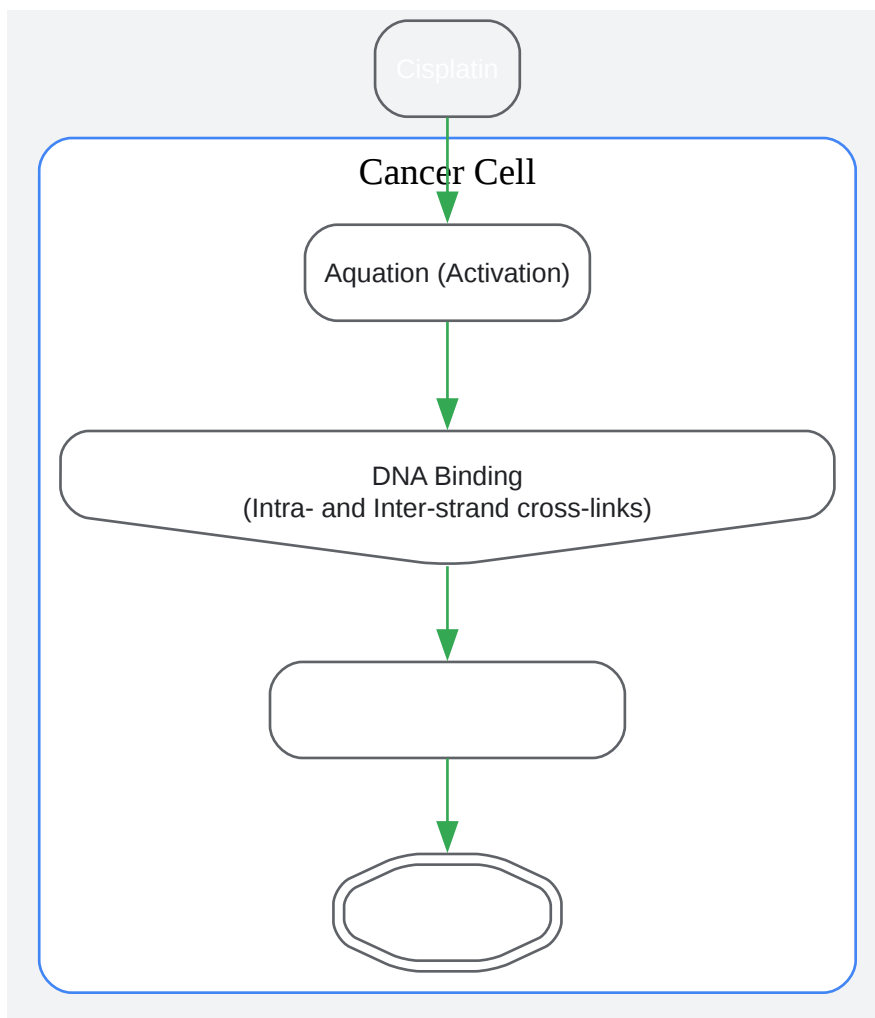 Cisplatin
Cancer Cell
Aquation (Activation)
DNA Binding
(Intra- and Inter-strand cross-links)